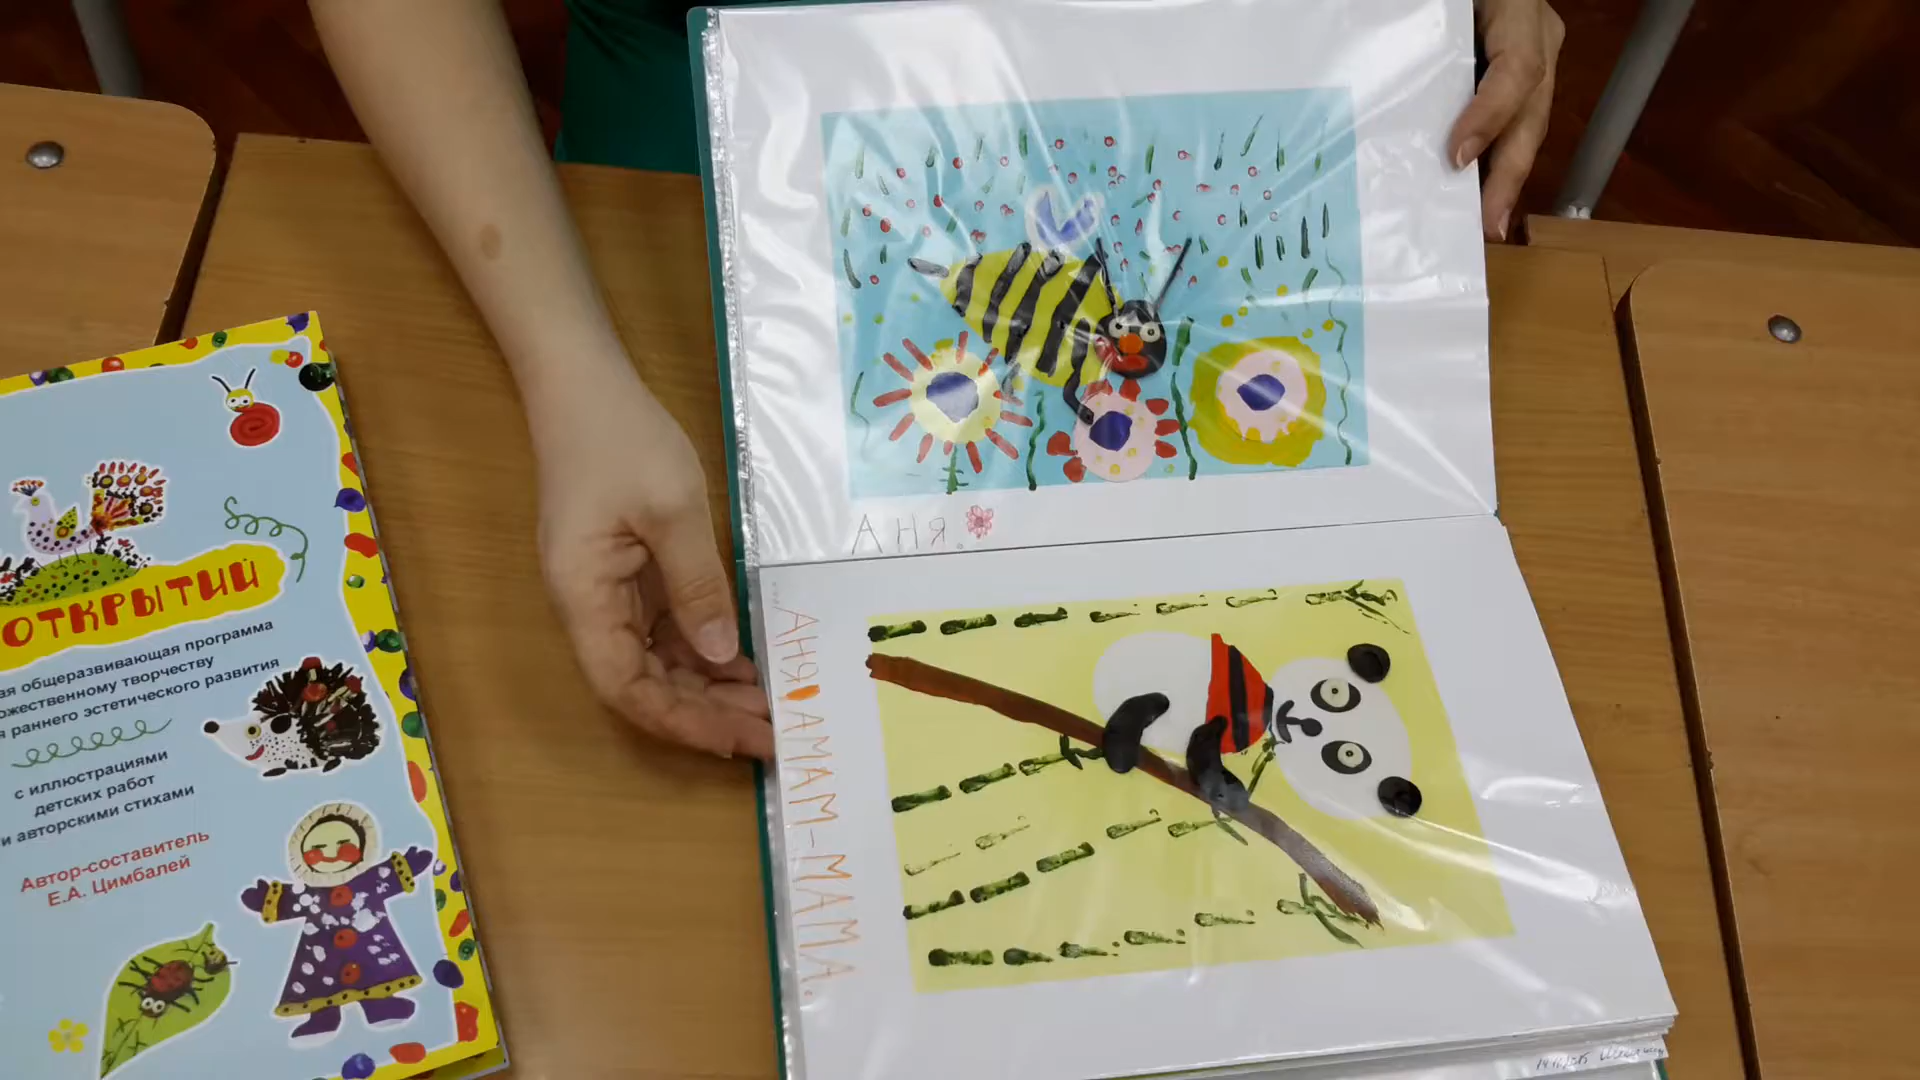 ОТКРЫТИЙ
ая общеразвивающая программа
ожественному творчеству
я раннего эстетического развития
с иллюстрациями
детских работ
и авторскими стихами
Автор-составитель
Е.А. Цимбалей
АНЯ.
АНЯ АМАМ-МАМА.